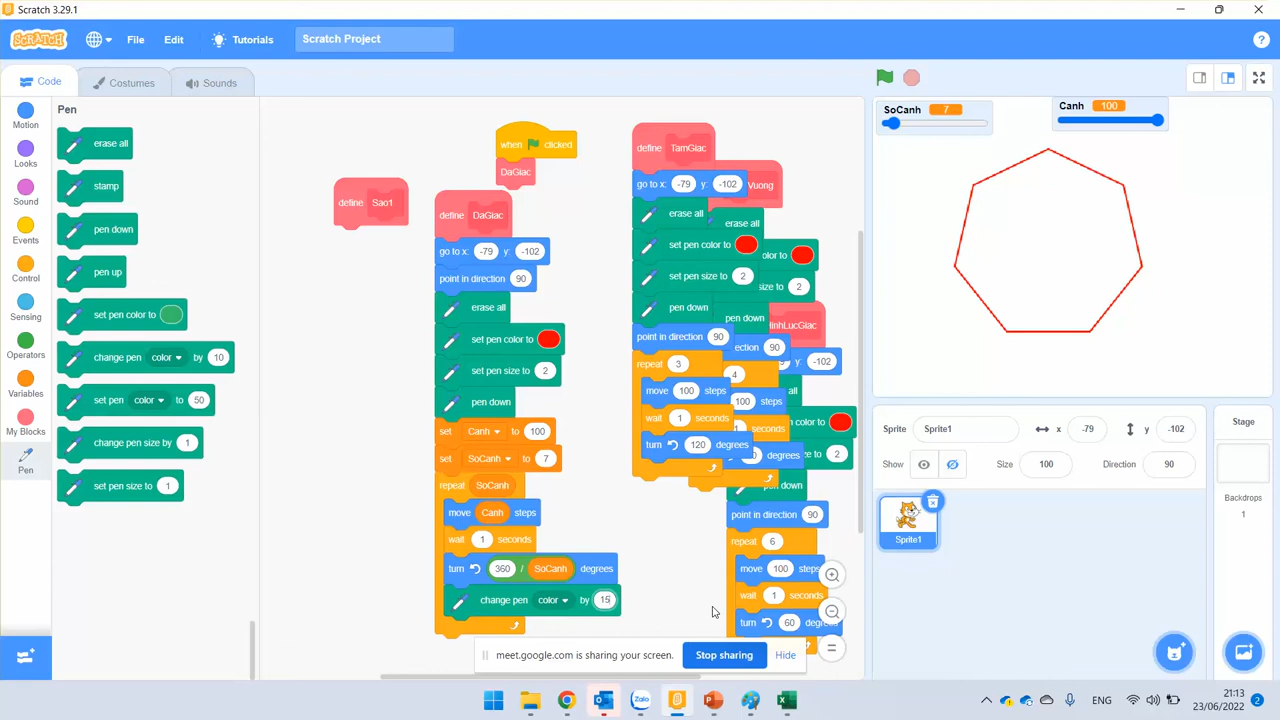 Scratch 3.29.1
SCRATCH
File
Edit
Tutorials
Scratch Project
?
Code
Costumes
Sounds
Motion
Looks
Sound
Events
Control
Sensing
Operators
Variables
My Blocks
Pen
Pen
erase all
stamp
pen down
pen up
set pen color to
change pen color by 10
set pen color to 50
change pen size by 1
set pen size to 1
define Sao1
when clicked
DaGiac
define DaGiac
go to x: -79 y: -102
point in direction 90
erase all
set pen color to
set pen size to 2
pen down
set Canh to 100
set SoCanh to 7
repeat SoCanh
move Canh steps
wait 1 seconds
turn 360 / SoCanh degrees
change pen color by 15
define TamGiac
go to x: -79 y: -102
erase all
set pen color to
set pen size to 2
pen down
point in direction 90
repeat 3
move 100 steps
wait 1 seconds
turn 120 degrees
Vuong
erase all
olor to
size to 2
pen down
ection 90
4
100 steps
degrees
inhLucGiac
y: -102
all
n color to
ze to 2
pen down
point in direction 90
repeat 6
move 100 steps
wait 1 seconds
turn 60 degre
SoCanh 7
Canh 100
Sprite Sprite1 x -79 y -102
Show Size 100 Direction 90
Sprite1
Stage
Backdrops
1
meet.google.com is sharing your screen.
Stop sharing
Hide
Zalo
ENG
21:13
23/06/2022
2